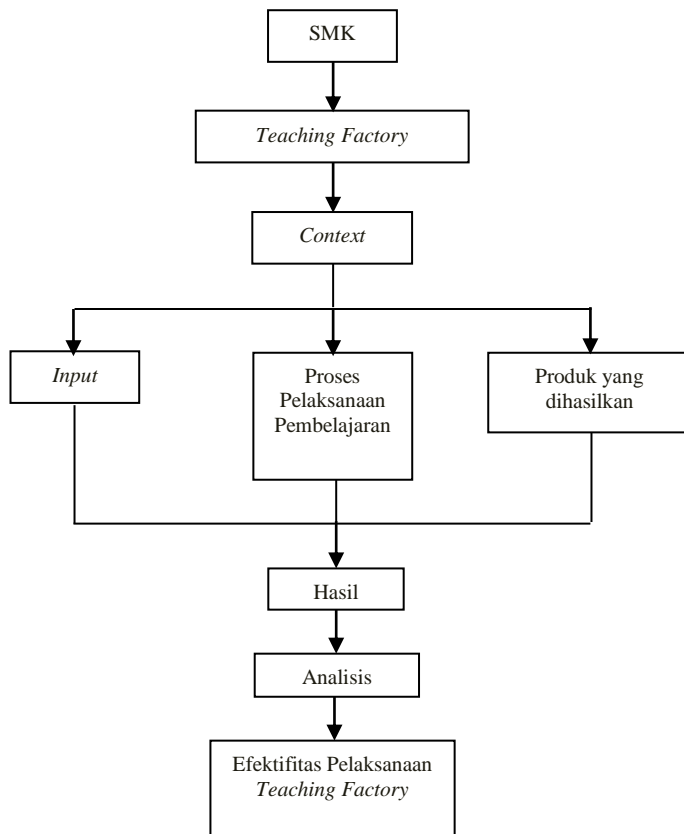 SMK
Teaching Factory
Context
Input
Proses
Pelaksanaan
Pembelajaran
Produk yang
dihasilkan
Hasil
Analisis
Efektifitas Pelaksanaan
Teaching Factory